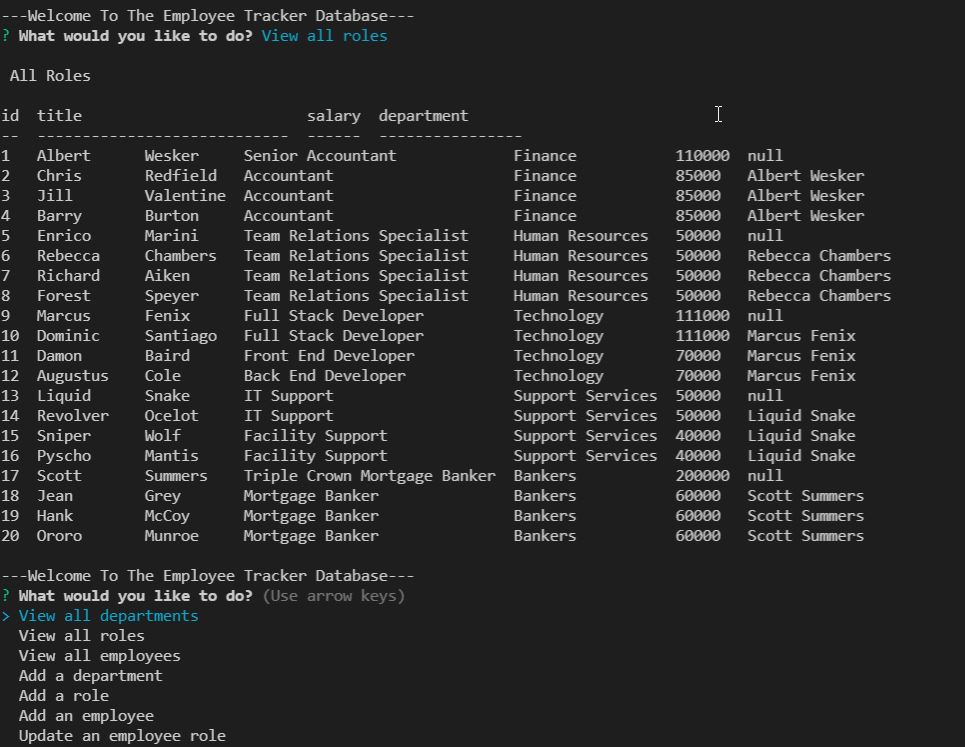 ---Welcome To The Employee Tracker Database---
? What would you like to do? View all roles
All Roles
id  title                         salary  department
--  ----------------------------  ------  ----------------
1   Albert      Wesker     Senior Accountant             Finance           110000  null
2   Chris       Redfield   Accountant                    Finance           85000   Albert Wesker
3   Jill        Valentine  Accountant                    Finance           85000   Albert Wesker
4   Barry       Burton     Accountant                    Finance           85000   Albert Wesker
5   Enrico      Marini     Team Relations Specialist     Human Resources   50000   null
6   Rebecca     Chambers   Team Relations Specialist     Human Resources   50000   Rebecca Chambers
7   Richard     Aiken      Team Relations Specialist     Human Resources   50000   Rebecca Chambers
8   Forest      Speyer     Team Relations Specialist     Human Resources   50000   Rebecca Chambers
9   Marcus      Fenix      Full Stack Developer          Technology        111000  null
10  Dominic     Santiago   Full Stack Developer          Technology        111000  Marcus Fenix
11  Damon       Baird      Front End Developer           Technology        70000   Marcus Fenix
12  Augustus    Cole       Back End Developer            Technology        70000   Marcus Fenix
13  Liquid      Snake      IT Support                    Support Services  50000   null
14  Revolver    Ocelot     IT Support                    Support Services  50000   Liquid Snake
15  Sniper      Wolf       Facility Support              Support Services  40000   Liquid Snake
16  Pyscho      Mantis     Facility Support              Support Services  40000   Liquid Snake
17  Scott       Summers    Triple Crown Mortgage Banker  Bankers           200000  null
18  Jean        Grey       Mortgage Banker               Bankers           60000   Scott Summers
19  Hank        McCoy      Mortgage Banker               Bankers           60000   Scott Summers
20  Ororo       Munroe     Mortgage Banker               Bankers           60000   Scott Summers
---Welcome To The Employee Tracker Database---
? What would you like to do? (Use arrow keys)
> View all departments
View all roles
View all employees
Add a department
Add a role
Add an employee
Update an employee role